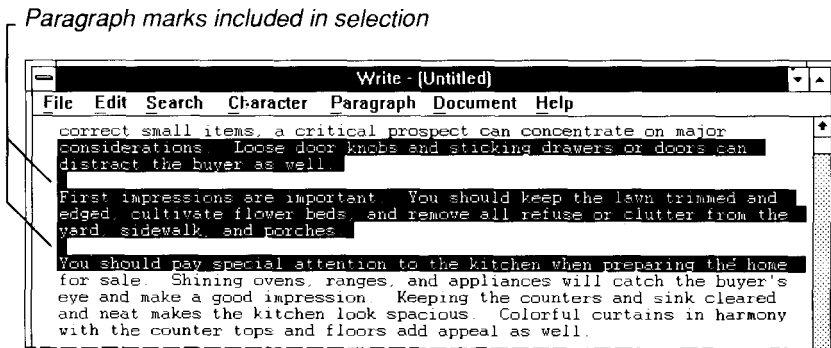 Paragraph marks included in selection
Write - (Untitled)
File Edit Search Character Paragraph Document Help
correct small items, a critical prospect can concentrate on major
considerations. Loose door knobs and sticking drawers or doors can
distract the buyer as well.
First impressions are important. You should keep the lawn trimmed and
edged, cultivate flower beds, and remove all refuse or clutter from the
yard, sidewalk, and porches.
You should pay special attention to the kitchen when preparing the home
for sale. Shining ovens, ranges, and appliances will catch the buyer's
eye and make a good impression. Keeping the counters and sink cleared
and neat makes the kitchen look spacious. Colorful curtains in harmony
with the counter tops and floors add appeal as well.